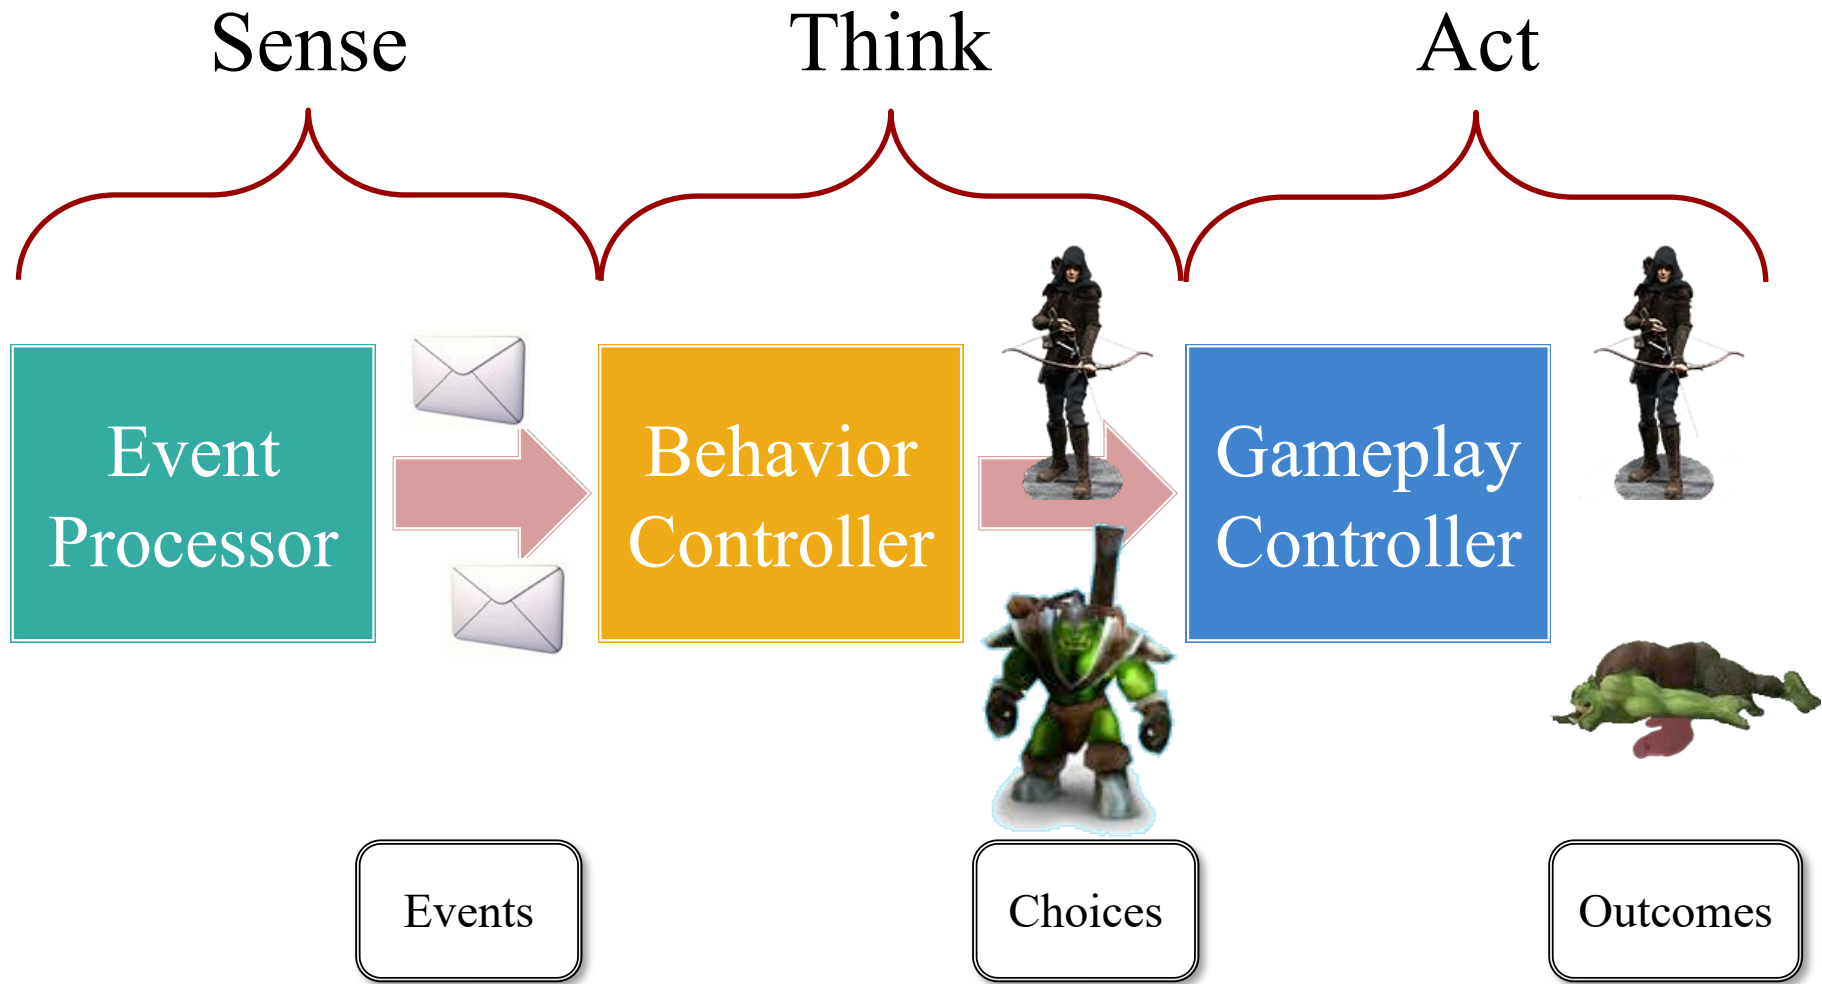 Sense
Think
Act
Event
Processor
Behavior
Controller
Gameplay
Controller
Events
Choices
Outcomes